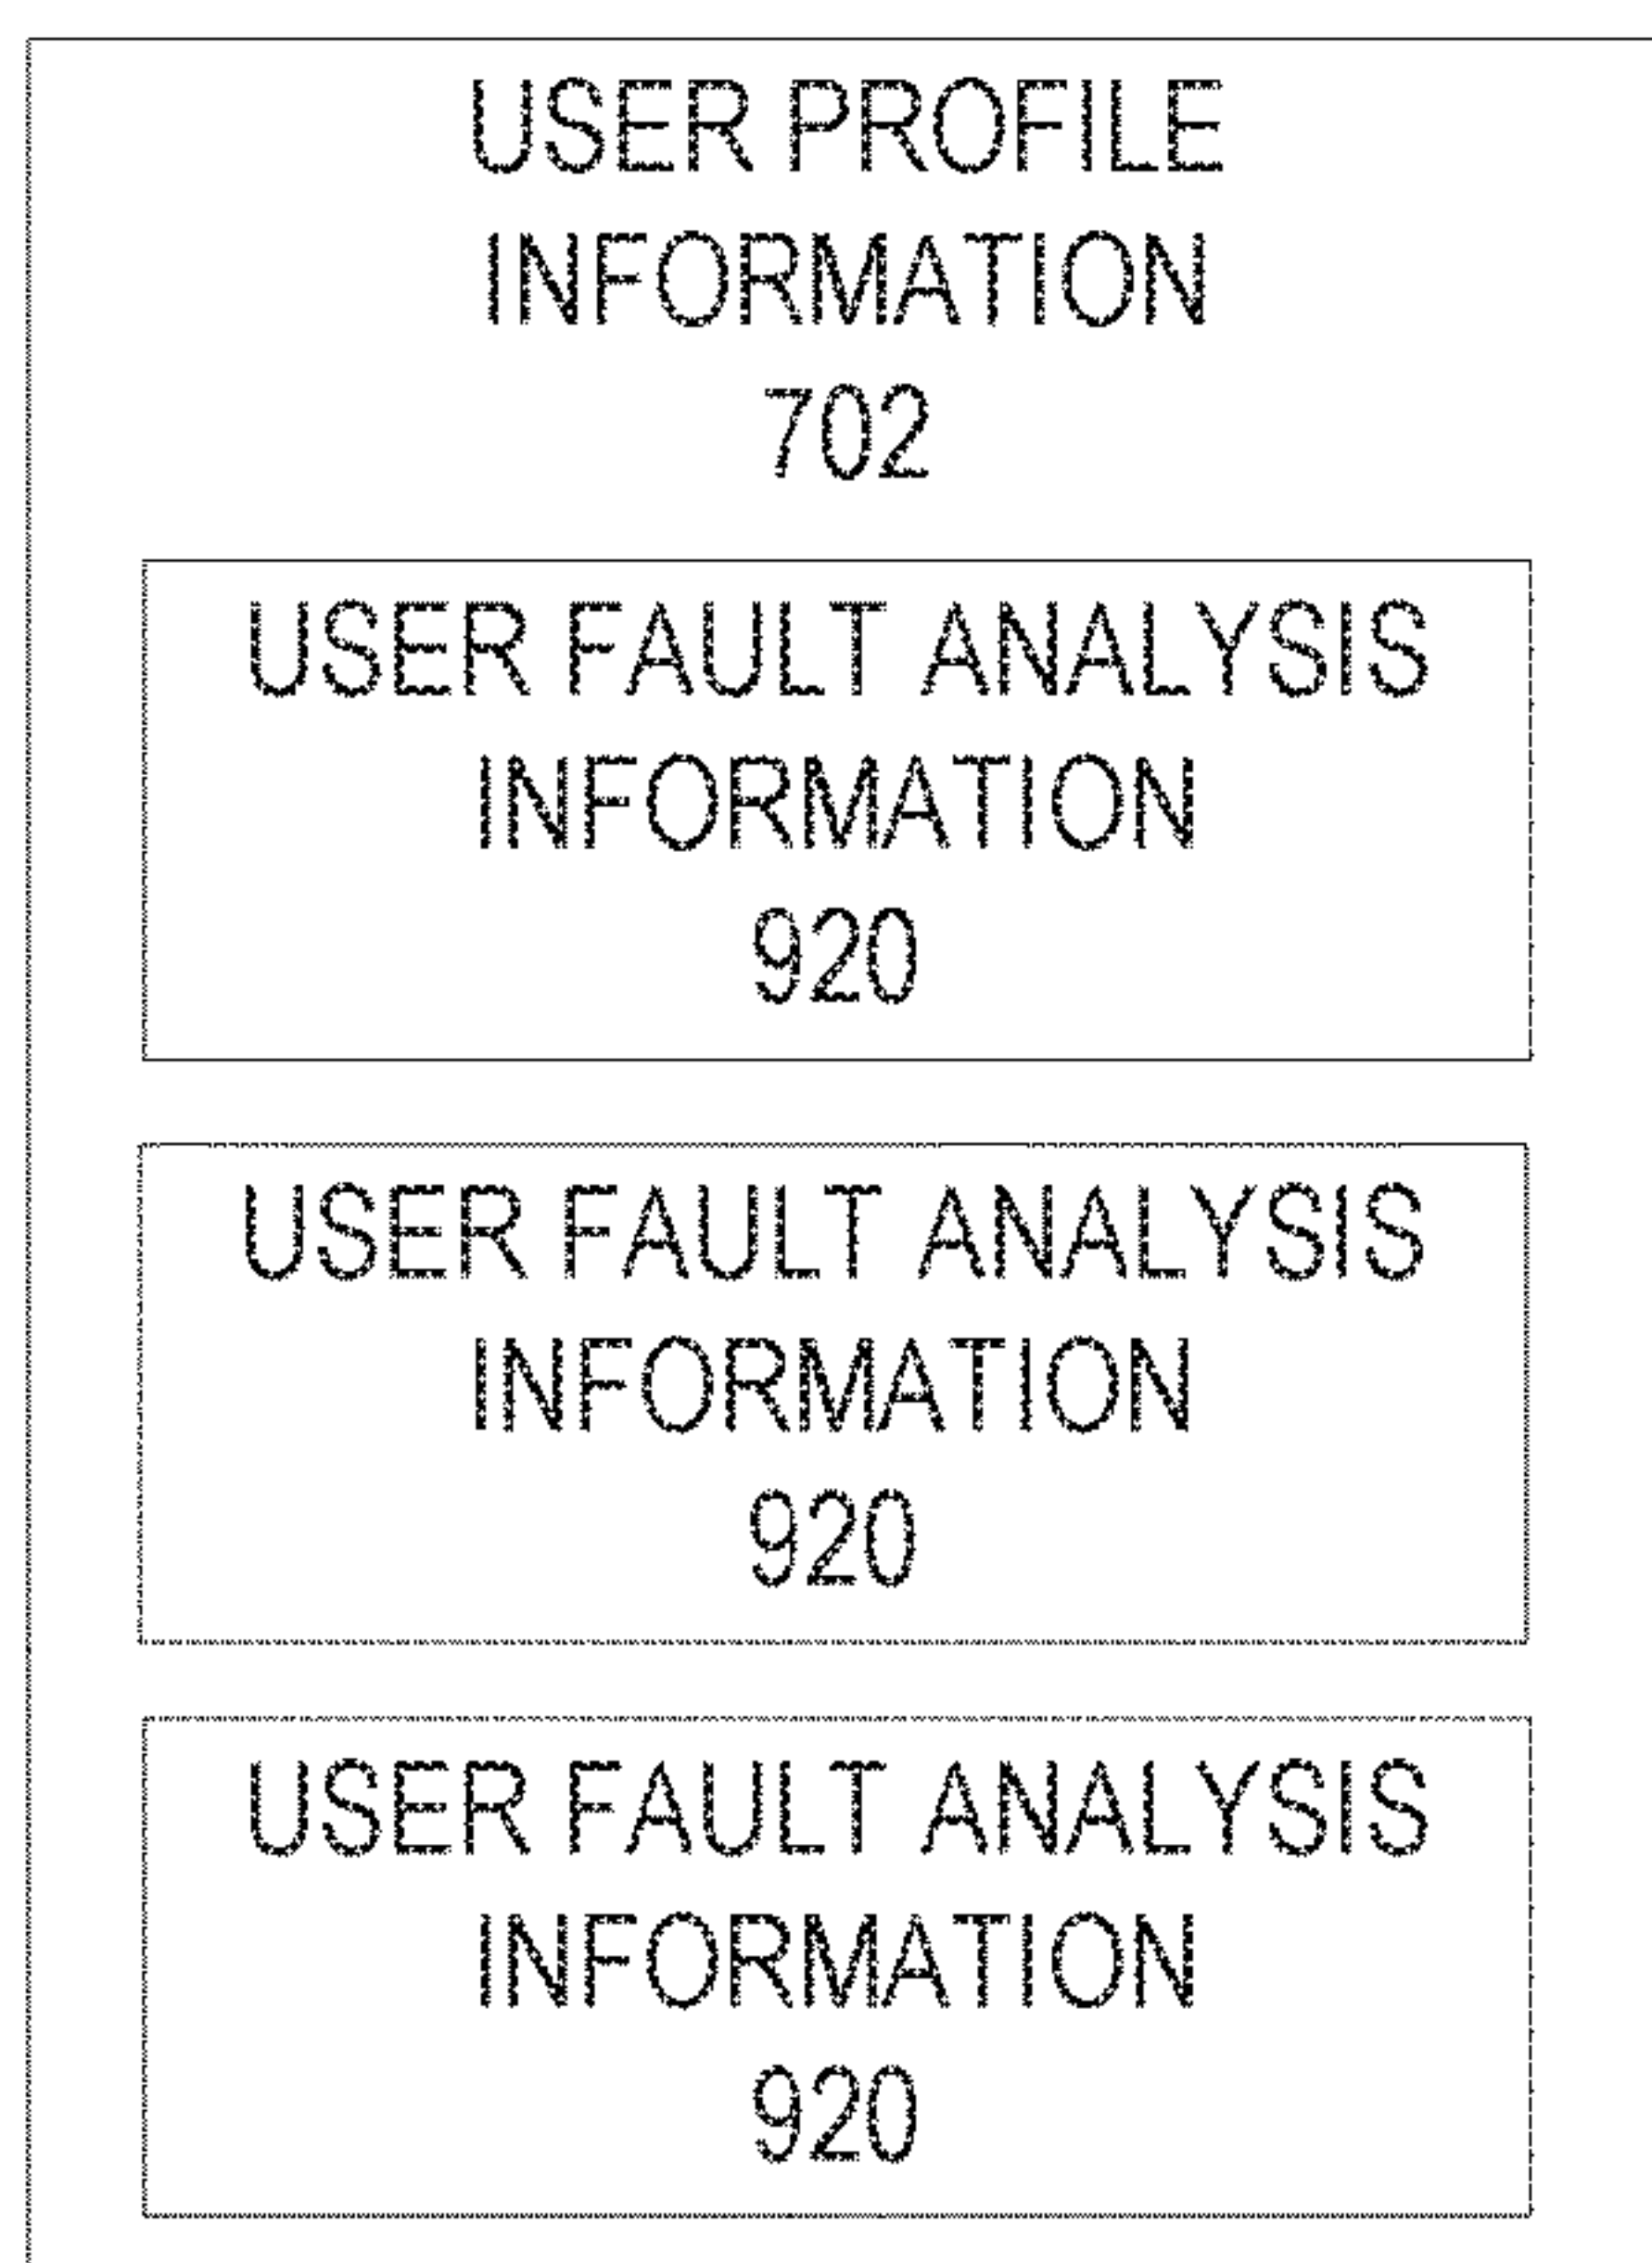 USER PROFILE
INFORMATION
702
USER FAULT ANALYSIS
INFORMATION
920
USER FAULT ANALYSIS
INFORMATION
920
USER FAULT ANALYSIS
INFORMATION
920